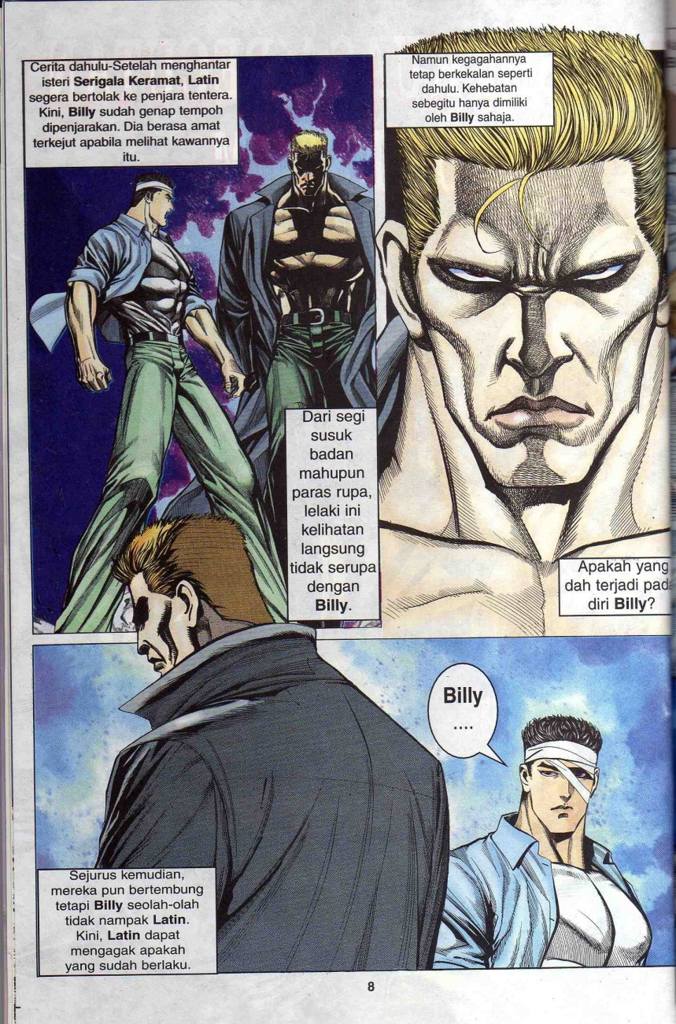 Cerita dahulu-Setelah menghantar
isteri Serigala Keramat, Latin
segera bertolak ke penjara tentera.
Kini, Billy sudah genap tempoh
dipenjarakan. Dia berasa amat
terkejut apabila melihat kawannya
itu.
Namun kegagahannya
tetap berkekalan seperti
dahulu. Kehebatan
sebegitu hanya dimiliki
oleh Billy sahaja.
Dari segi
susuk
badan
mahupun
paras rupa,
lelaki ini
kelihatan
langsung
tidak serupa
dengan
Billy.
Apakah yang
dah terjadi pada
diri Billy?
Billy
....
Sejurus kemudian,
mereka pun bertembung
tetapi Billy seolah-olah
tidak nampak Latin.
Kini, Latin dapat
mengagak apakah
yang sudah berlaku.
8